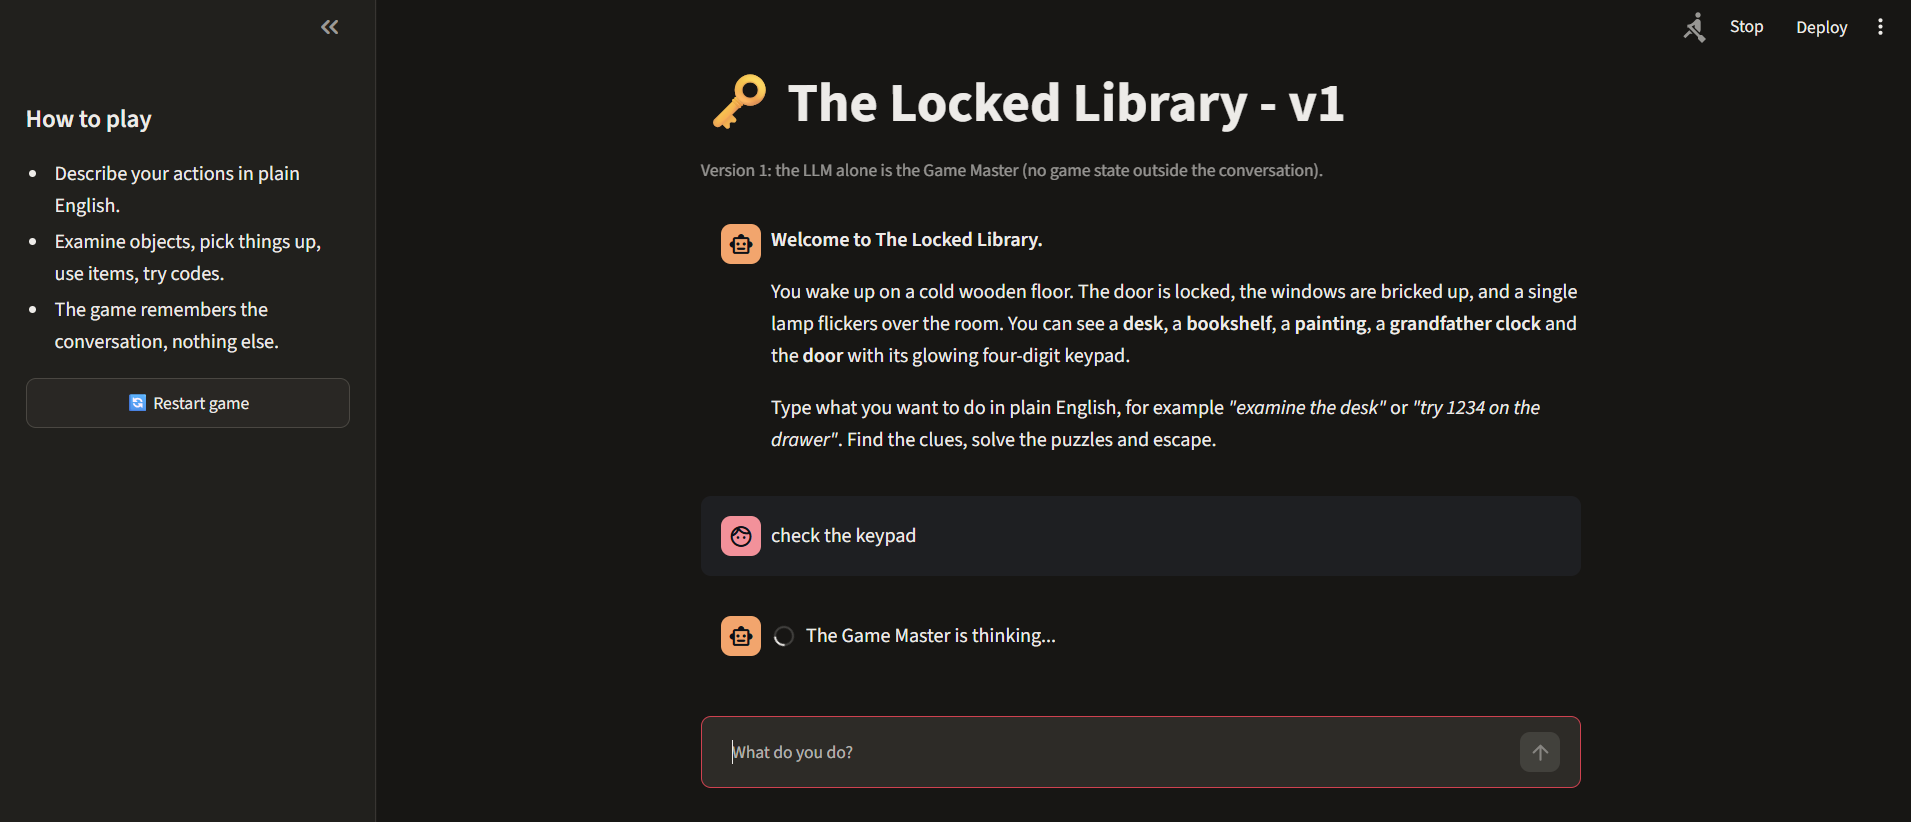 Stop
Deploy
How to play
Describe your actions in plain
English.
Examine objects, pick things up,
use items, try codes.
The game remembers the
conversation, nothing else.
Restart game
The Locked Library - v1
Version 1: the LLM alone is the Game Master (no game state outside the conversation).
Welcome to The Locked Library.
You wake up on a cold wooden floor. The door is locked, the windows are bricked up, and a single
lamp flickers over the room. You can see a desk, a bookshelf, a painting, a grandfather clock and
the door with its glowing four-digit keypad.
Type what you want to do in plain English, for example "examine the desk" or "try 1234 on the
drawer". Find the clues, solve the puzzles and escape.
check the keypad
The Game Master is thinking...
What do you do?